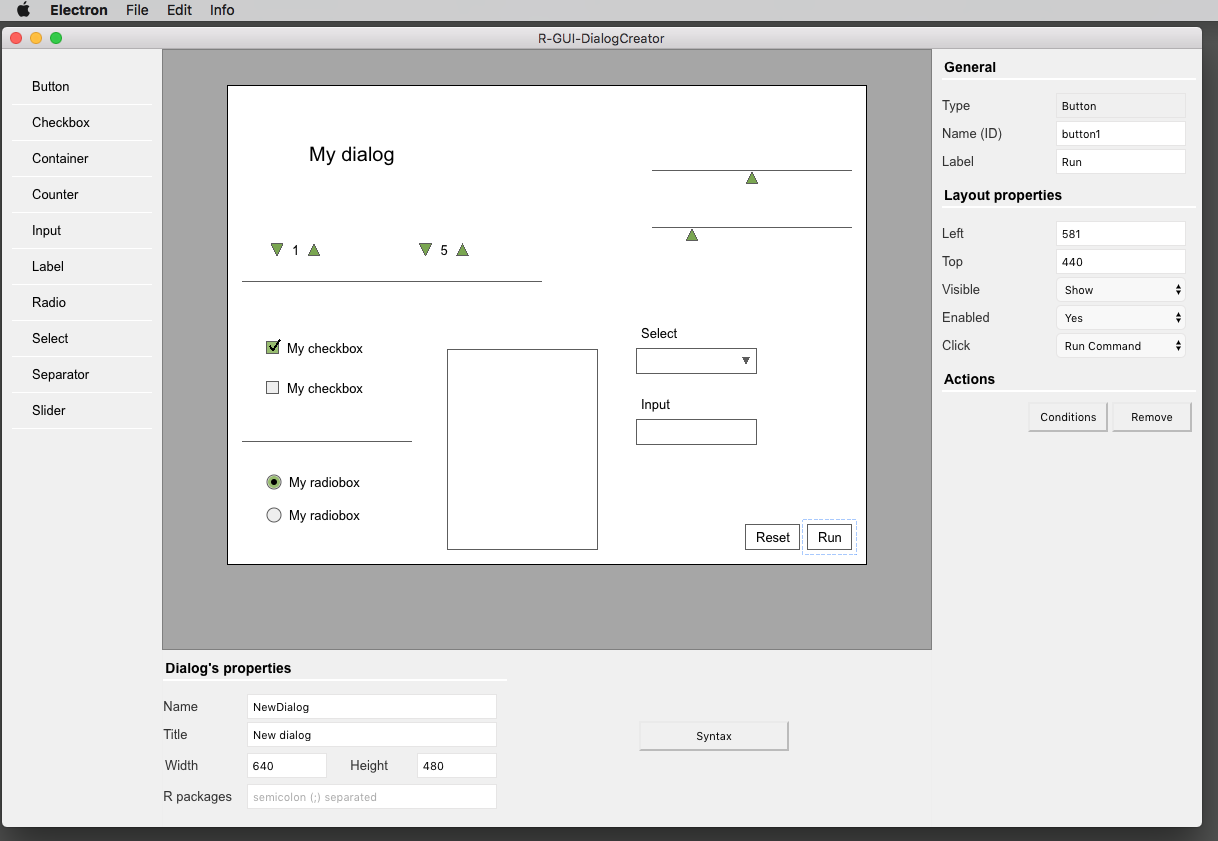 Electron File Edit Info
R-GUI-DialogCreator
Button
Checkbox
Container
Counter
Input
Label
Radio
Select
Separator
Slider
My dialog
1 5
My checkbox
My checkbox
My radiobox
My radiobox
Select
Input
Reset Run
General
Type Button
Name (ID) button1
Label Run
Layout properties
Left 581
Top 440
Visible Show
Enabled Yes
Click Run Command
Actions
Conditions Remove
Dialog's properties
Name NewDialog
Title New dialog
Width 640 Height 480
R packages semicolon (;) separated
Syntax